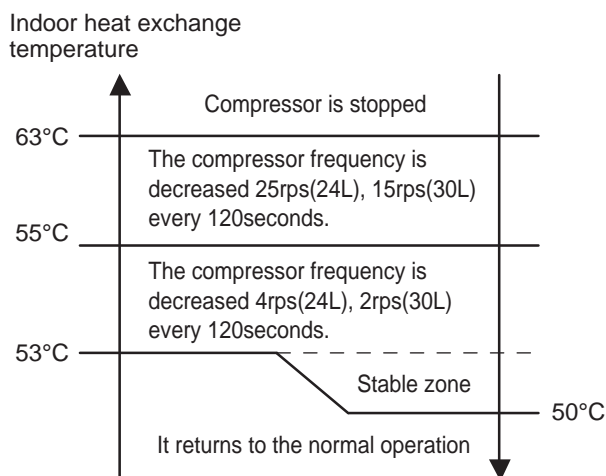 Indoor heat exchange
temperature
Compressor is stopped
63°C
The compressor frequency is
decreased 25rps(24L), 15rps(30L)
every 120seconds.
55°C
The compressor frequency is
decreased 4rps(24L), 2rps(30L)
every 120seconds.
53°C
Stable zone
50°C
It returns to the normal operation